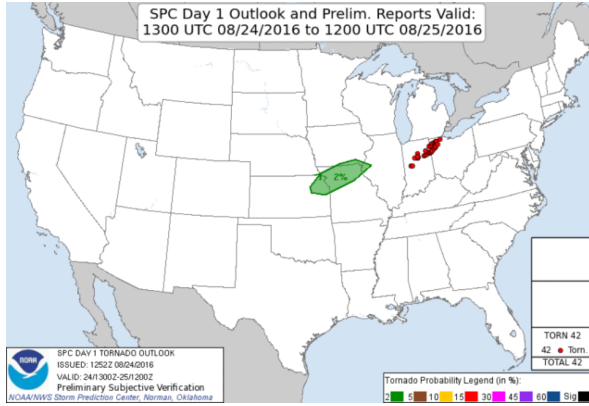 SPC Day 1 Outlook and Prelim. Reports Valid:
1300 UTC 08/24/2016 to 1200 UTC 08/25/2016
2%
TORN 42
42 Torn.
TOTAL 42
NOAA
SPC DAY 1 TORNADO OUTLOOK
ISSUED: 1252Z 08/24/2016
VALID: 24/1300Z-25/1200Z
Preliminary Subjective Verification
NOAA/NWS Storm Prediction Center, Norman, Oklahoma
Tornado Probability Legend (in %):
2 5 10 15 30 45 60 Sig